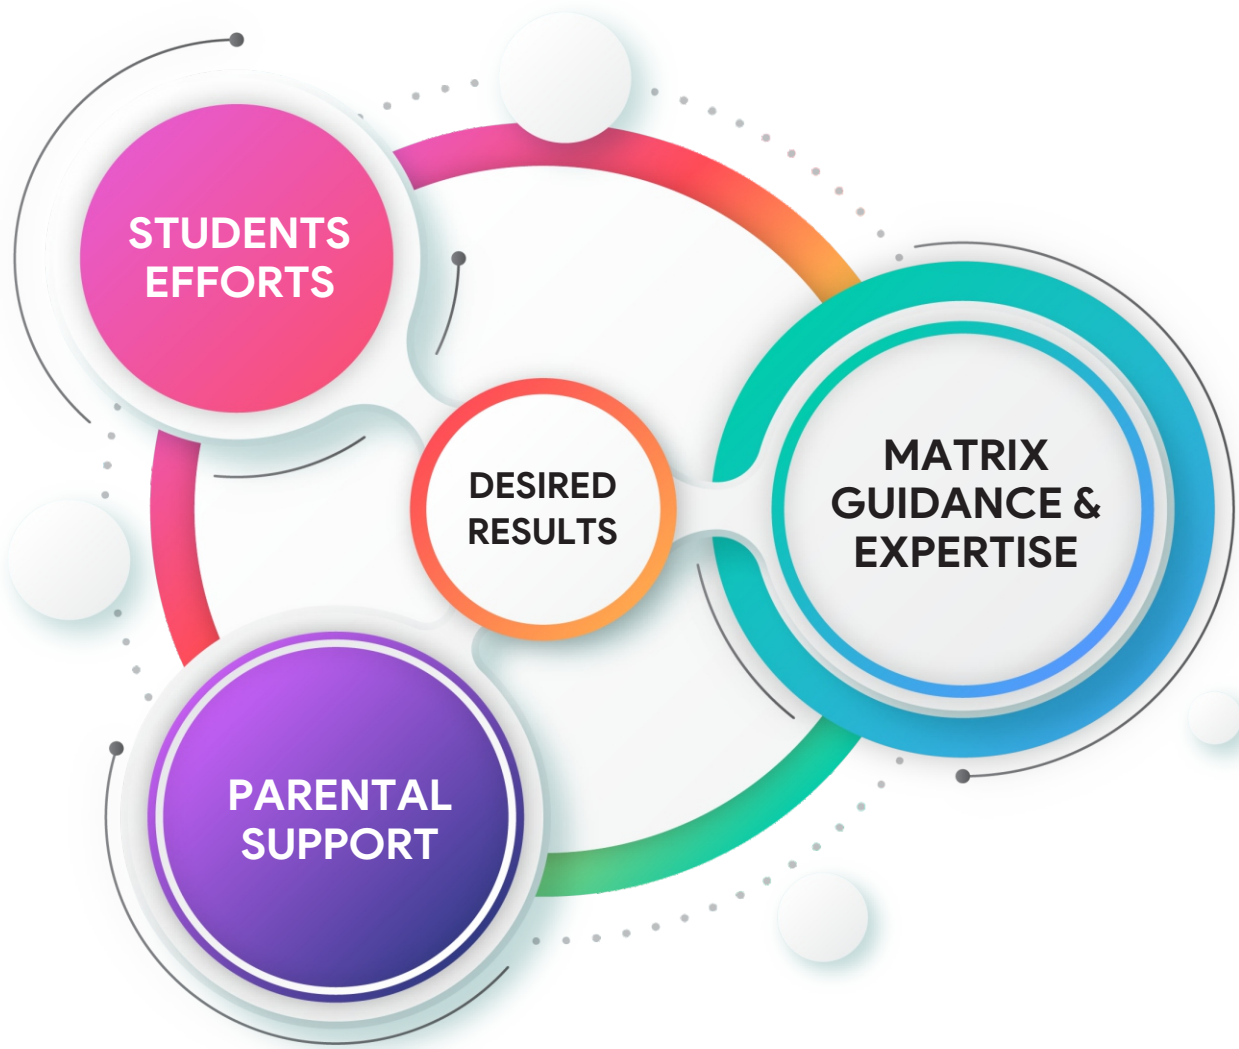 STUDENTS
EFFORTS
DESIRED
RESULTS
MATRIX
GUIDANCE &
EXPERTISE
PARENTAL
SUPPORT